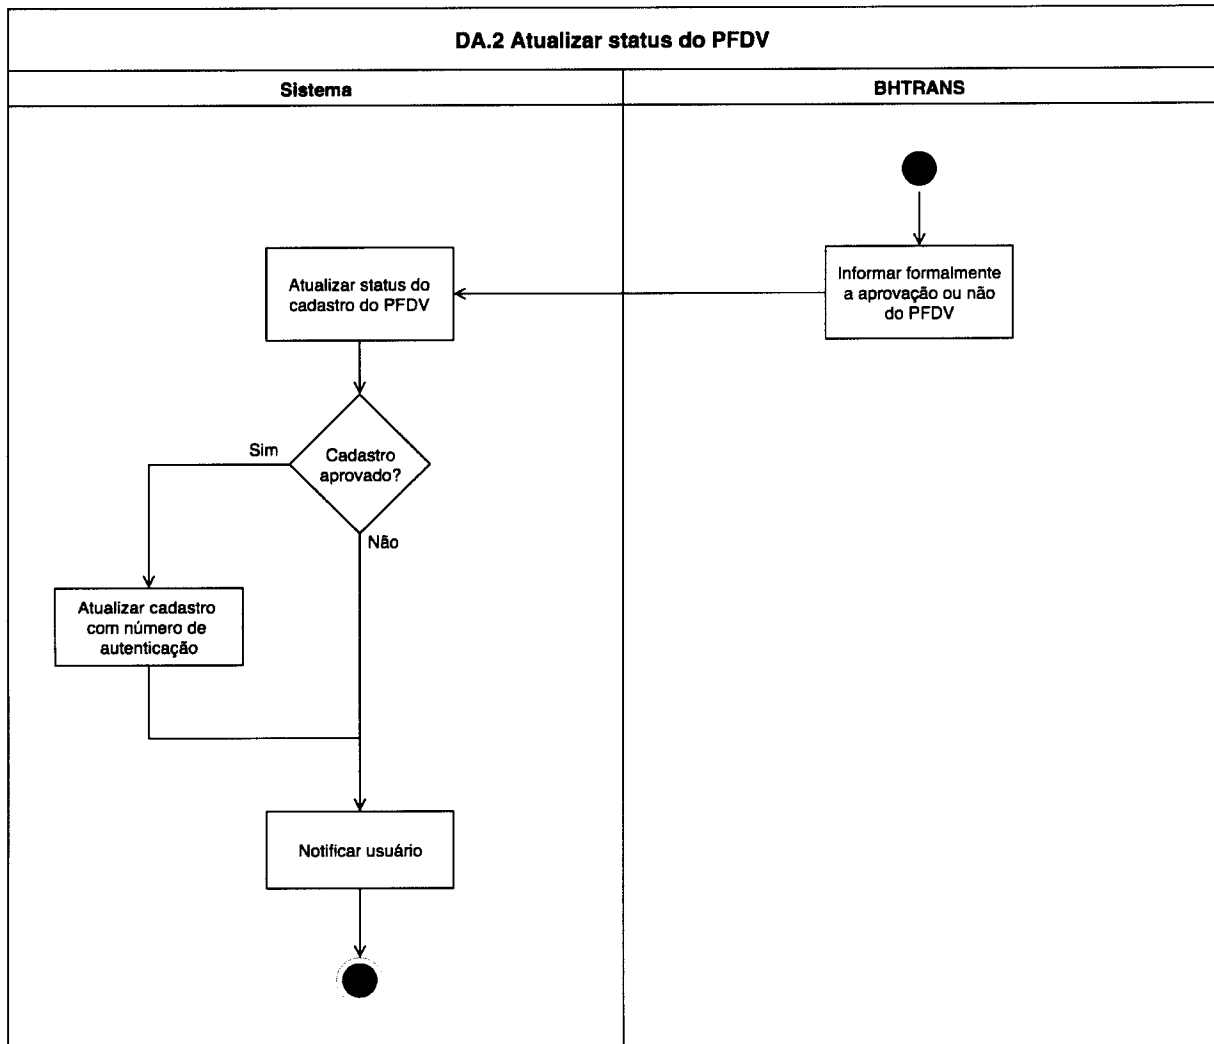 DA.2 Atualizar status do PFDV
Sistema
BHTRANS
Atualizar status do
cadastro do PFDV
Informar formalmente
a aprovação ou não
do PFDV
Sim
Cadastro
aprovado?
Não
Atualizar cadastro
com número de
autenticação
Notificar usuário